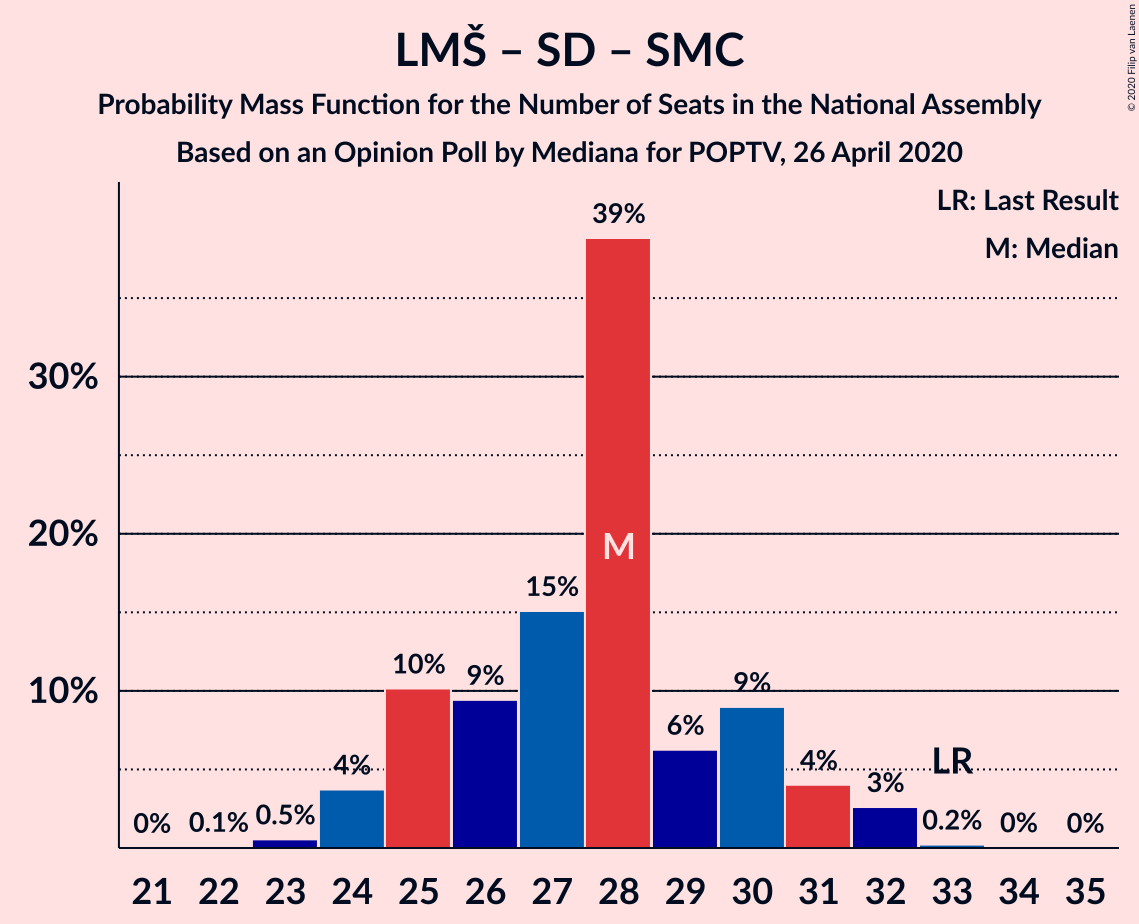 LMŠ – SD – SMC
Probability Mass Function for the Number of Seats in the National Assembly
Based on an Opinion Poll by Mediana for POPTV, 26 April 2020
© 2020 Filip van Laenen
LR: Last Result
M: Median
30%
20%
10%
0%
0.1%
0.5%
4%
10%
9%
15%
39%
M
6%
9%
4%
3%
LR
0.2%
0%
0%
21 22 23 24 25 26 27 28 29 30 31 32 33 34 35